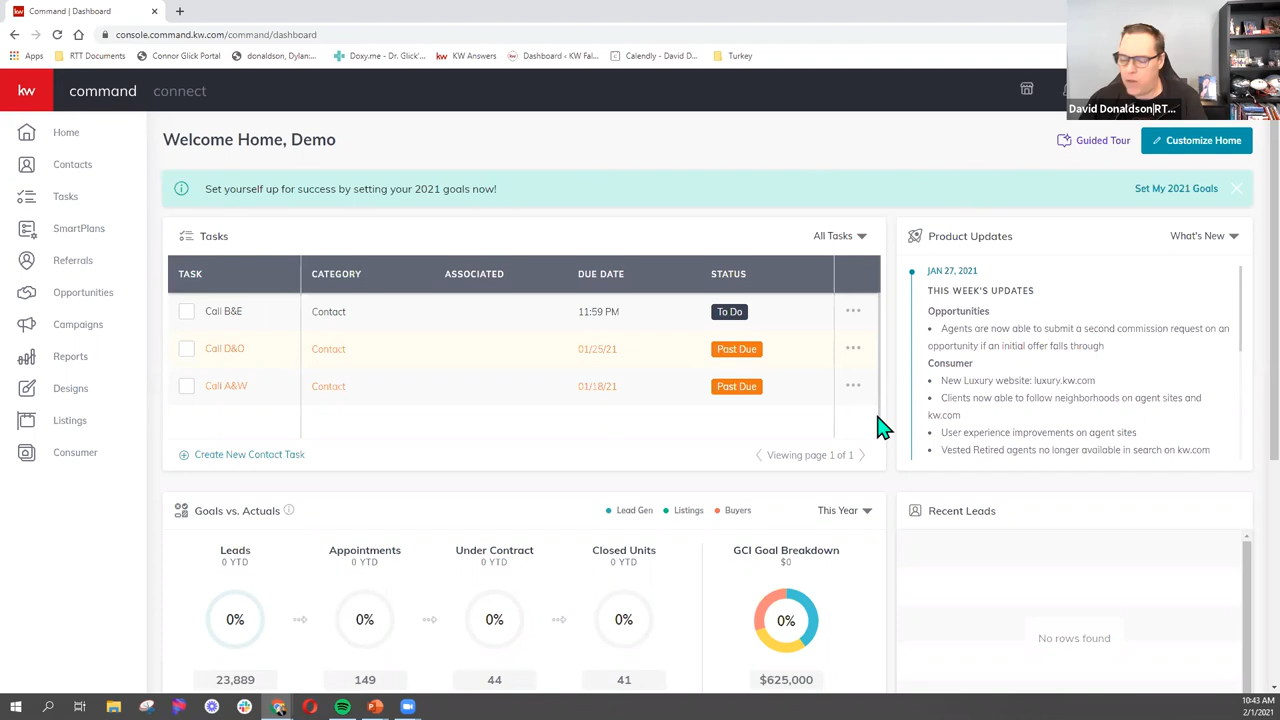 Command | Dashboard
console.command.kw.com/command/dashboard
Apps
RTT Documents
Connor Glick Portal
donaldson, Dylan:...
Doxy.me - Dr. Glick'...
KW Answers
Dashboard ‹ KW Fal...
Calendly - David D...
Turkey
David Donaldson|RT...
kw
command
connect
Home
Contacts
Tasks
SmartPlans
Referrals
Opportunities
Campaigns
Reports
Designs
Listings
Consumer
Welcome Home, Demo
Guided Tour
Customize Home
Set yourself up for success by setting your 2021 goals now!
Set My 2021 Goals
Tasks
All Tasks
TASK CATEGORY ASSOCIATED DUE DATE STATUS
Call B&E Contact 11:59 PM To Do
Call D&O Contact 01/25/21 Past Due
Call A&W Contact 01/18/21 Past Due
Create New Contact Task
Viewing page 1 of 1
Product Updates
What's New
JAN 27, 2021
THIS WEEK'S UPDATES
Opportunities
• Agents are now able to submit a second commission request on an
opportunity if an initial offer falls through
Consumer
• New Luxury website: luxury.kw.com
• Clients now able to follow neighborhoods on agent sites and
kw.com
• User experience improvements on agent sites
• Vested Retired agents no longer available in search on kw.com
Goals vs. Actuals
Lead Gen
Listings
Buyers
This Year
Leads Appointments Under Contract Closed Units GCI Goal Breakdown
0 YTD 0 YTD 0 YTD 0 YTD $0
0% 0% 0% 0% 0%
23,889 149 44 41 $625,000
Recent Leads
No rows found
10:43 AM
2/1/2021